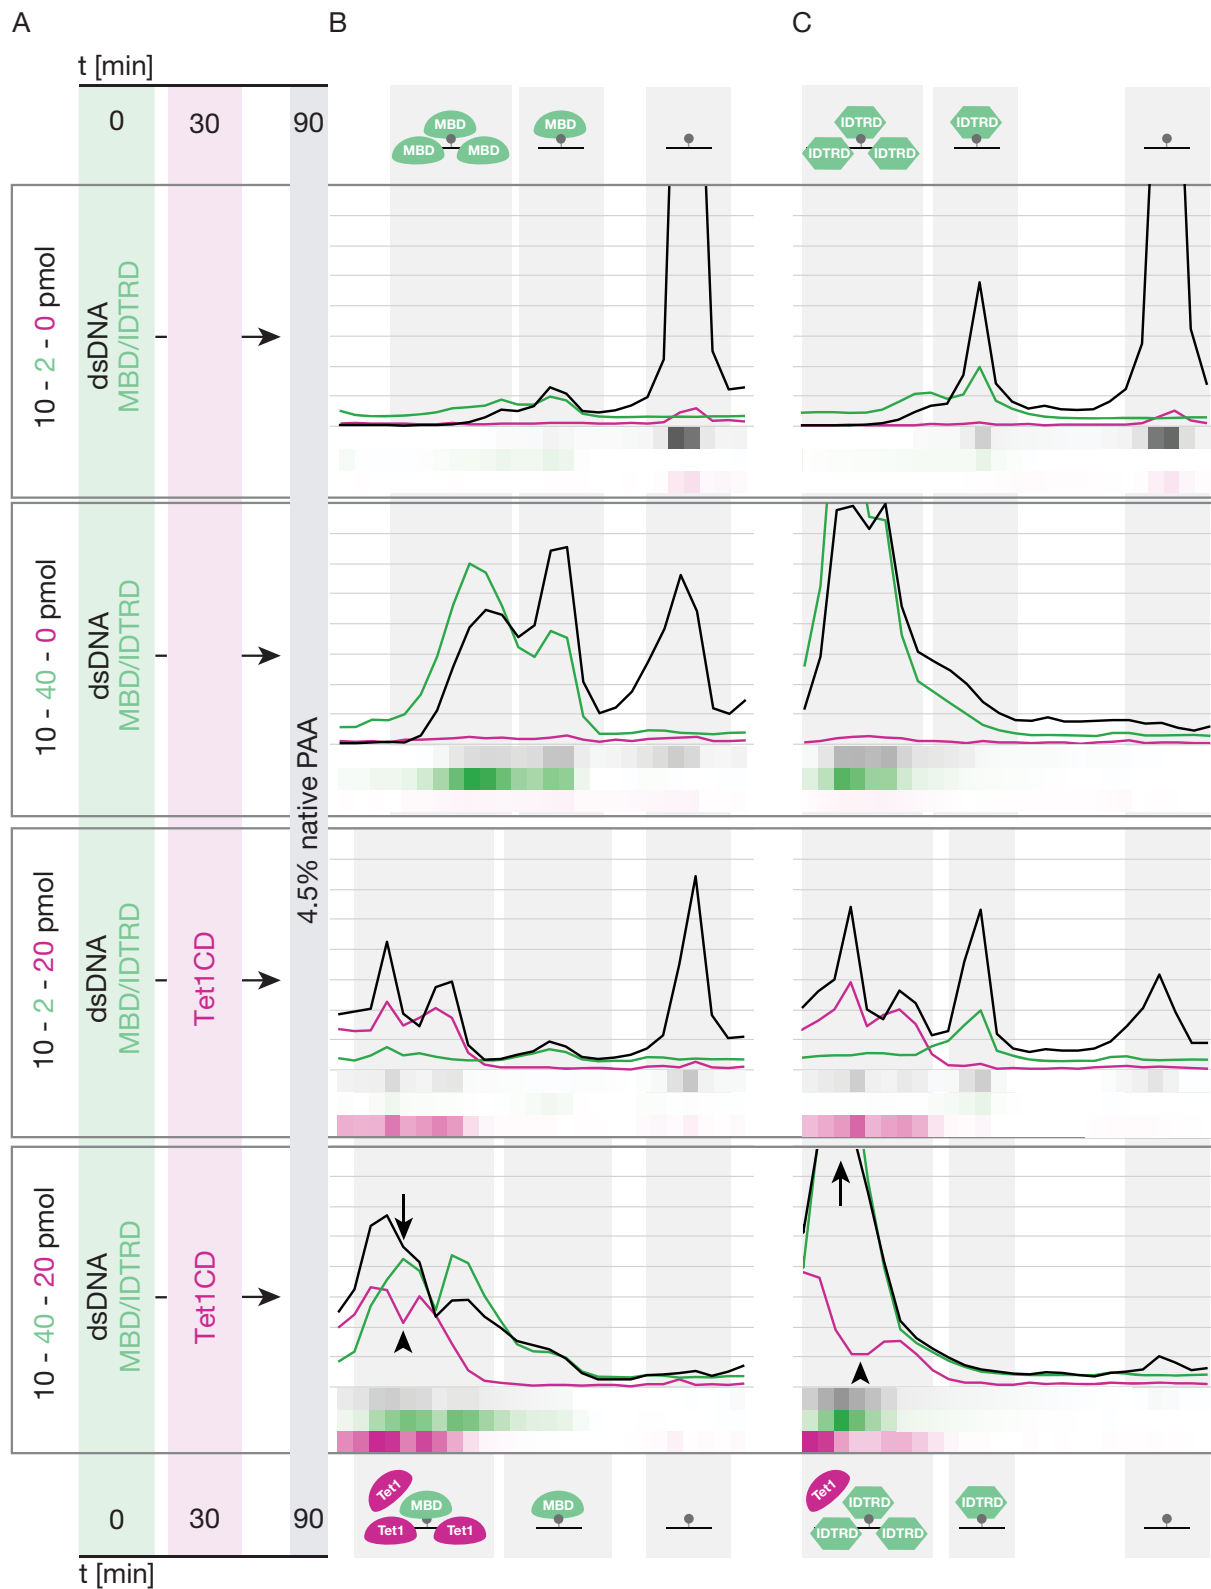 A
B
C
t [min]
0
30
90
MBD
MBD
MBD
MBD
IDTRD
IDTRD
IDTRD
IDTRD
10 - 2 - 0 pmol
dsDNA
MBD/IDTRD
10 - 40 - 0 pmol
dsDNA
MBD/IDTRD
4.5% native PAA
10 - 2 - 20 pmol
dsDNA
MBD/IDTRD
Tet1CD
10 - 40 - 20 pmol
dsDNA
MBD/IDTRD
Tet1CD
0
30
90
Tet1
MBD
Tet1
Tet1
MBD
Tet1
IDTRD
IDTRD
IDTRD
IDTRD
t [min]